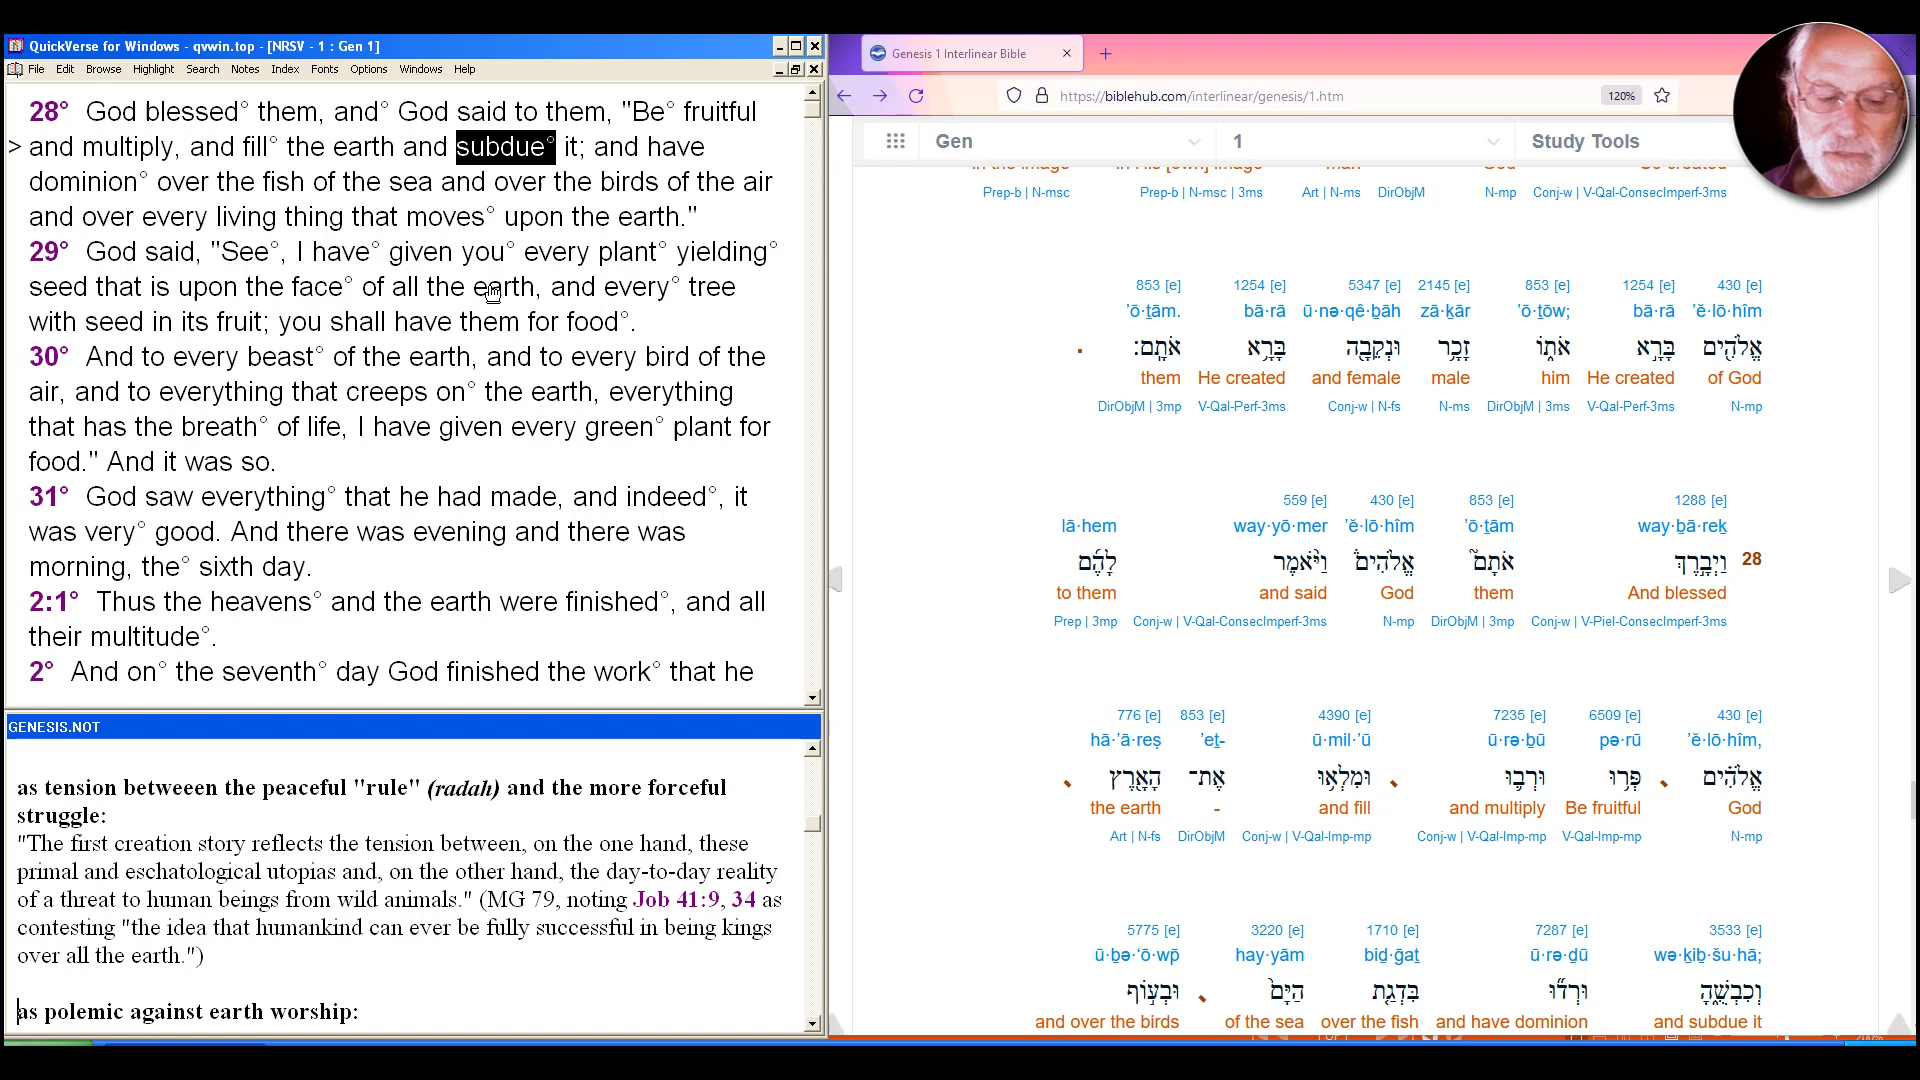 QuickVerse for Windows - qvwin.top - [NRSV - 1 : Gen 1]
File Edit Browse Highlight Search Notes Index Fonts Options Windows Help
28° God blessed° them, and° God said to them, "Be° fruitful
> and multiply, and fill° the earth and subdue° it; and have
dominion° over the fish of the sea and over the birds of the air
and over every living thing that moves° upon the earth."
29° God said, "See°, I have° given you° every plant° yielding°
seed that is upon the face° of all the earth, and every° tree
with seed in its fruit; you shall have them for food°.
30° And to every beast° of the earth, and to every bird of the
air, and to everything that creeps on° the earth, everything
that has the breath° of life, I have given every green° plant for
food." And it was so.
31° God saw everything° that he had made, and indeed°, it
was very° good. And there was evening and there was
morning, the° sixth day.
2:1° Thus the heavens° and the earth were finished°, and all
their multitude°.
2° And on° the seventh° day God finished the work° that he
GENESIS.NOT
as tension betweeen the peaceful "rule" (radah) and the more forceful
struggle:
"The first creation story reflects the tension between, on the one hand, these
primal and eschatological utopias and, on the other hand, the day-to-day reality
of a threat to human beings from wild animals." (MG 79, noting Job 41:9, 34 as
contesting "the idea that humankind can ever be fully successful in being kings
over all the earth.")
as polemic against earth worship:
Genesis 1 Interlinear Bible
https://biblehub.com/interlinear/genesis/1.htm 120%
Gen 1 Study Tools
Prep-b | N-msc Prep-b | N-msc | 3ms Art | N-ms DirObjM N-mp Conj-w | V-Qal-ConsecImperf-3ms
853 [e] 1254 [e] 5347 [e] 2145 [e] 853 [e] 1254 [e] 430 [e]
’ō·ṯām. bā·rā ū·nə·qê·ḇāh zā·ḵār ’ō·ṯōw; bā·rā ’ĕ·lō·hîm
אֱלֹהִ֖ים בָּרָ֣א אֹת֑וֹ זָכָ֥ר וּנְקֵבָ֖ה בָּרָ֥א אֹתָֽם׃
them He created and female male him He created of God
DirObjM | 3mp V-Qal-Perf-3ms Conj-w | N-fs N-ms DirObjM | 3ms V-Qal-Perf-3ms N-mp
559 [e] 430 [e] 853 [e] 1288 [e]
lā·hem way·yō·mer ’ĕ·lō·hîm ’ō·ṯām way·ḇā·reḵ
28 וַיְבָ֣רֶךְ אֹתָם֮ אֱלֹהִים֒ וַיֹּ֨אמֶר לָהֶ֜ם
to them and said God them And blessed
Prep | 3mp Conj-w | V-Qal-ConsecImperf-3ms N-mp DirObjM | 3mp Conj-w | V-Piel-ConsecImperf-3ms
776 [e] 853 [e] 4390 [e] 7235 [e] 6509 [e] 430 [e]
hā·’ā·reṣ ’eṯ- ū·mil·’ū ū·rə·ḇū pə·rū ’ĕ·lō·hîm,
אֱלֹהִ֗ים פְּר֥וּ וּרְב֛וּ וּמִלְא֥וּ אֶת־ הָאָ֖רֶץ
the earth - and fill and multiply Be fruitful God
Art | N-fs DirObjM Conj-w | V-Qal-Imp-mp Conj-w | V-Qal-Imp-mp V-Qal-Imp-mp N-mp
5775 [e] 3220 [e] 1710 [e] 7287 [e] 3533 [e]
ū·ḇə·‘ō·wp̄ hay·yām biḏ·ḡaṯ ū·rə·ḏū wə·ḵiḇ·šu·hā;
וְכִבְשֻׁ֑הָ וּרְד֞וּ בִּדְגַ֤ת הַיָּם֙ וּבְע֣וֹף
and over the birds of the sea over the fish and have dominion and subdue it